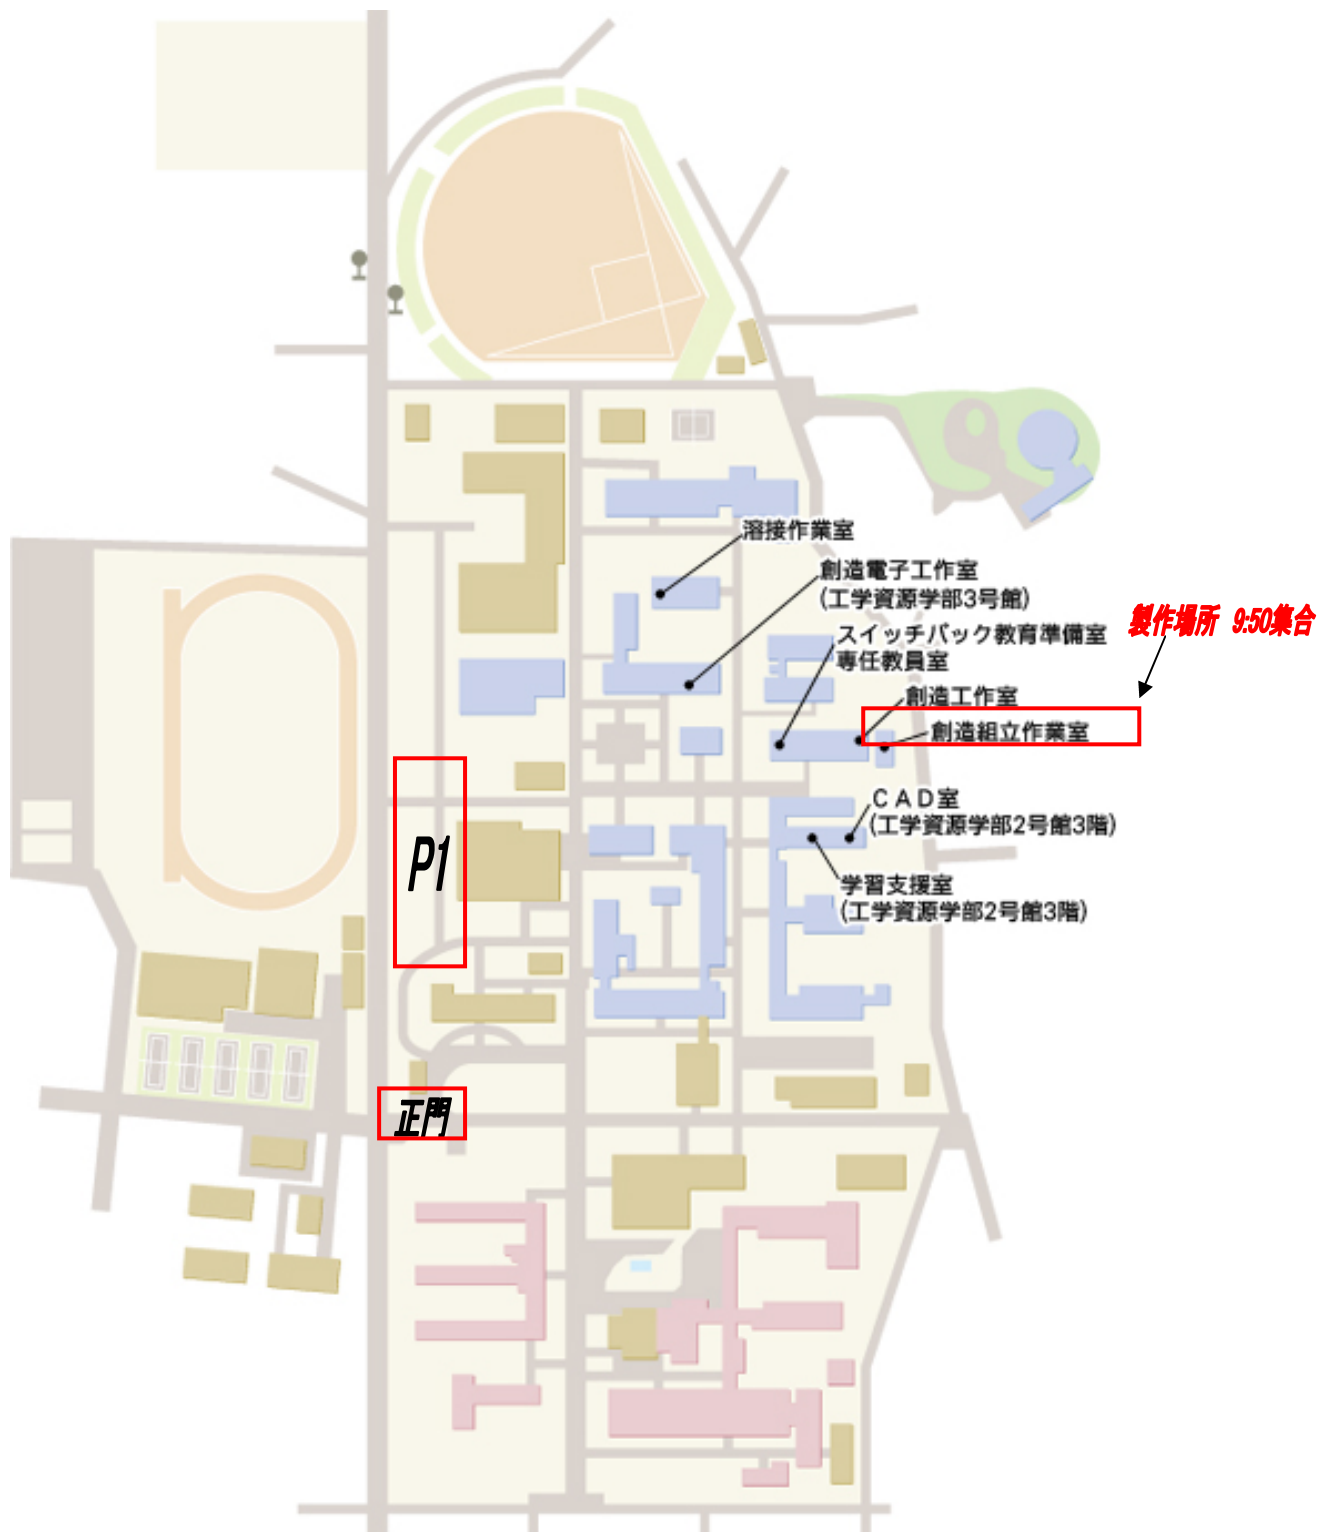 溶接作業室
創造電子工作室
(工学資源学部3号館)
製作場所 9:50集合
スイッチバック教育準備室
専任教員室
創造工作室
創造組立作業室
CAD室
(工学資源学部2号館3階)
P1
学習支援室
(工学資源学部2号館3階)
正門